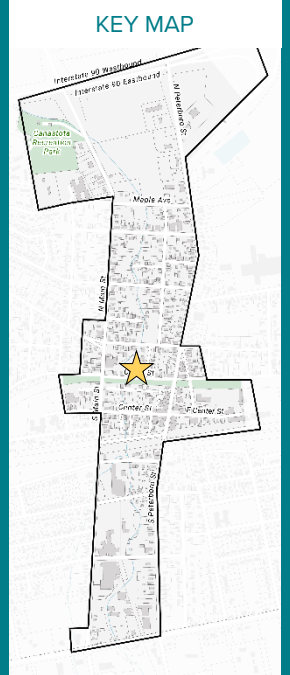 KEY MAP
Interstate 90 Westbound
Interstate 90 Eastbound
N Peterboro St
Canastota
Recreation
Park
Maple Ave
N Main St
St
S Main St
Center St
E Center St
S Peterboro St